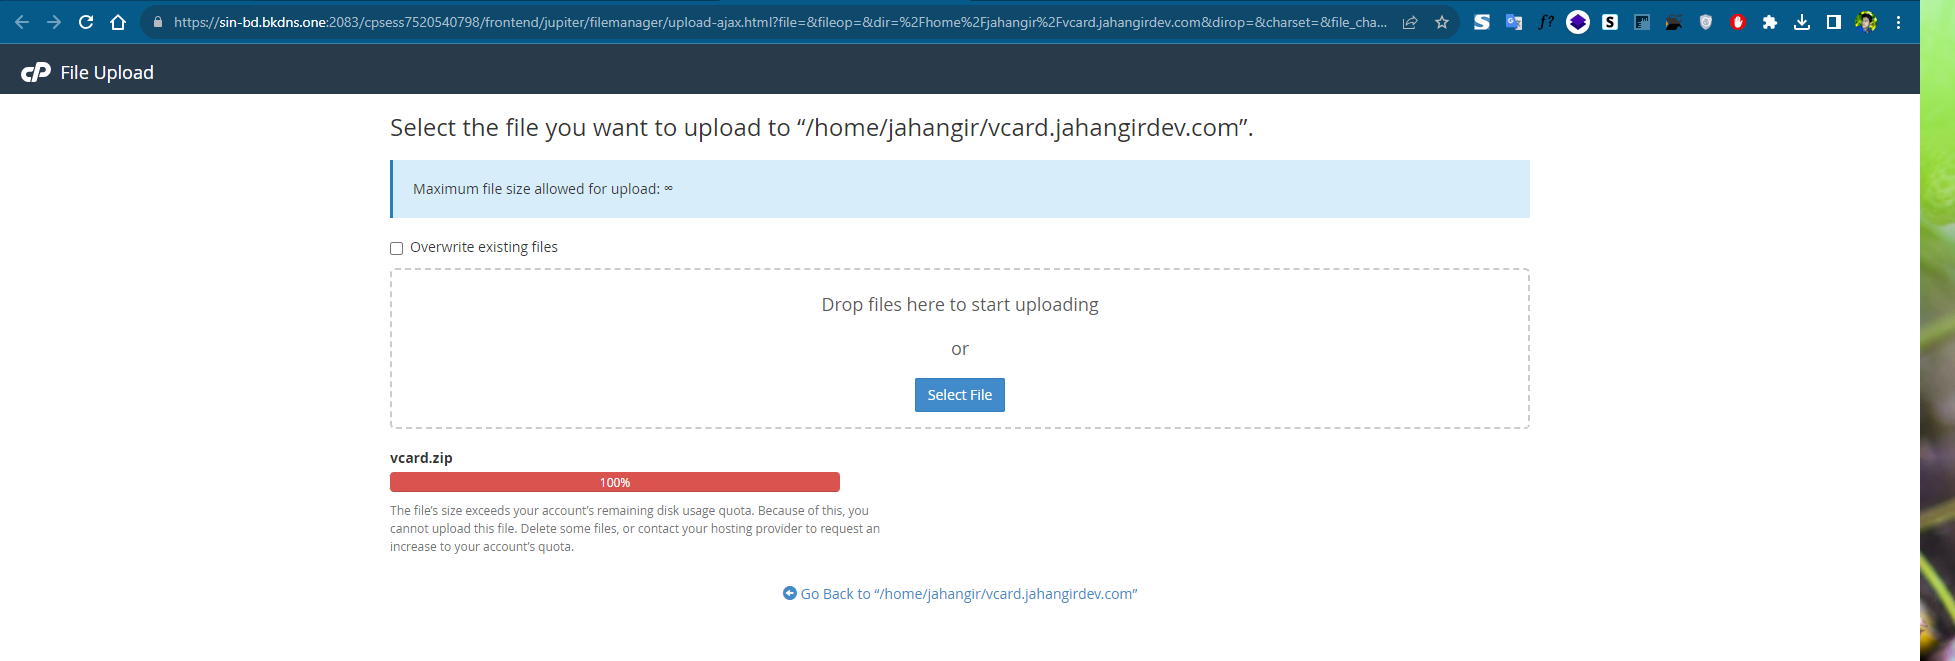 https://sin-bd.bkdns.one:2083/cpsess7520540798/frontend/jupiter/filemanager/upload-ajax.html?file=&fileop=&dir=%2Fhome%2Fjahangir%2Fvcard.jahangirdev.com&dirop=&charset=&file_cha...
cP File Upload
Select the file you want to upload to “/home/jahangir/vcard.jahangirdev.com”.
Maximum file size allowed for upload: ∞
Overwrite existing files
Drop files here to start uploading
or
Select File
vcard.zip
100%
The file’s size exceeds your account’s remaining disk usage quota. Because of this, you
cannot upload this file. Delete some files, or contact your hosting provider to request an
increase to your account’s quota.
Go Back to “/home/jahangir/vcard.jahangirdev.com”